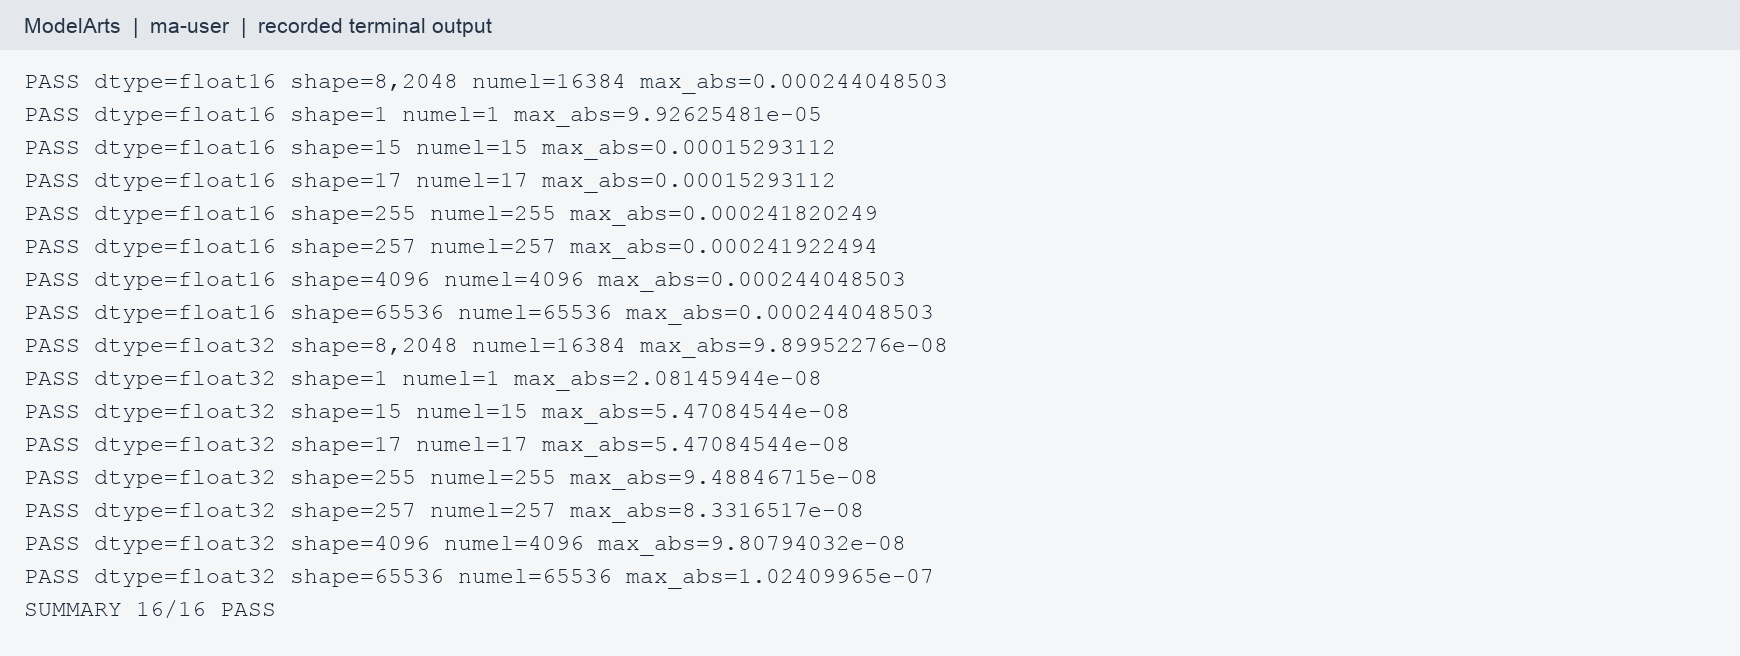 ModelArts | ma-user | recorded terminal output
PASS dtype=float16 shape=8,2048 numel=16384 max_abs=0.000244048503
PASS dtype=float16 shape=1 numel=1 max_abs=9.92625481e-05
PASS dtype=float16 shape=15 numel=15 max_abs=0.00015293112
PASS dtype=float16 shape=17 numel=17 max_abs=0.00015293112
PASS dtype=float16 shape=255 numel=255 max_abs=0.000241820249
PASS dtype=float16 shape=257 numel=257 max_abs=0.000241922494
PASS dtype=float16 shape=4096 numel=4096 max_abs=0.000244048503
PASS dtype=float16 shape=65536 numel=65536 max_abs=0.000244048503
PASS dtype=float32 shape=8,2048 numel=16384 max_abs=9.89952276e-08
PASS dtype=float32 shape=1 numel=1 max_abs=2.08145944e-08
PASS dtype=float32 shape=15 numel=15 max_abs=5.47084544e-08
PASS dtype=float32 shape=17 numel=17 max_abs=5.47084544e-08
PASS dtype=float32 shape=255 numel=255 max_abs=9.48846715e-08
PASS dtype=float32 shape=257 numel=257 max_abs=8.3316517e-08
PASS dtype=float32 shape=4096 numel=4096 max_abs=9.80794032e-08
PASS dtype=float32 shape=65536 numel=65536 max_abs=1.02409965e-07
SUMMARY 16/16 PASS